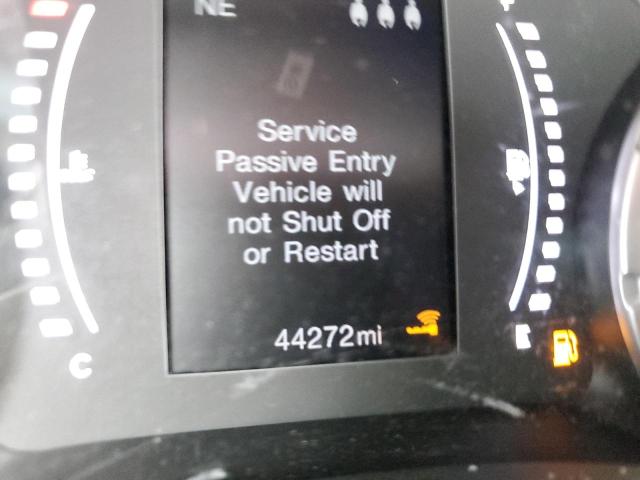 NE
Service
Passive Entry
Vehicle will
not Shut Off
or Restart
44272mi
E
C